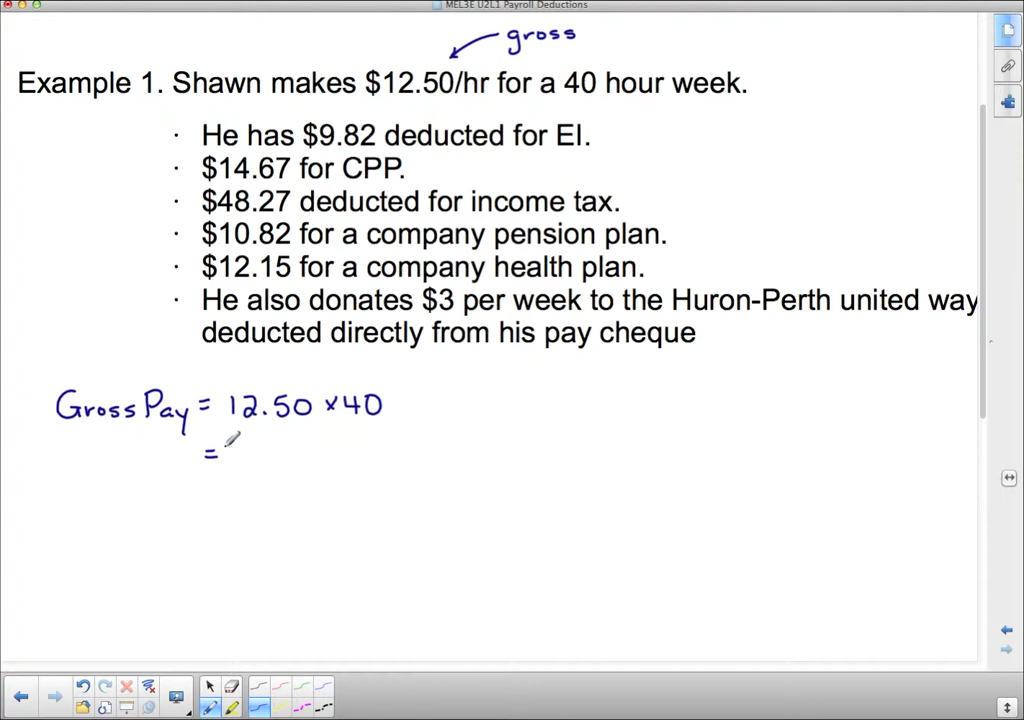 MEL3E U2L1 Payroll Deductions
gross
Example 1. Shawn makes $12.50/hr for a 40 hour week.
· He has $9.82 deducted for EI.
· $14.67 for CPP.
· $48.27 deducted for income tax.
· $10.82 for a company pension plan.
· $12.15 for a company health plan.
· He also donates $3 per week to the Huron-Perth united way
deducted directly from his pay cheque
Gross Pay = 12.50 × 40
=